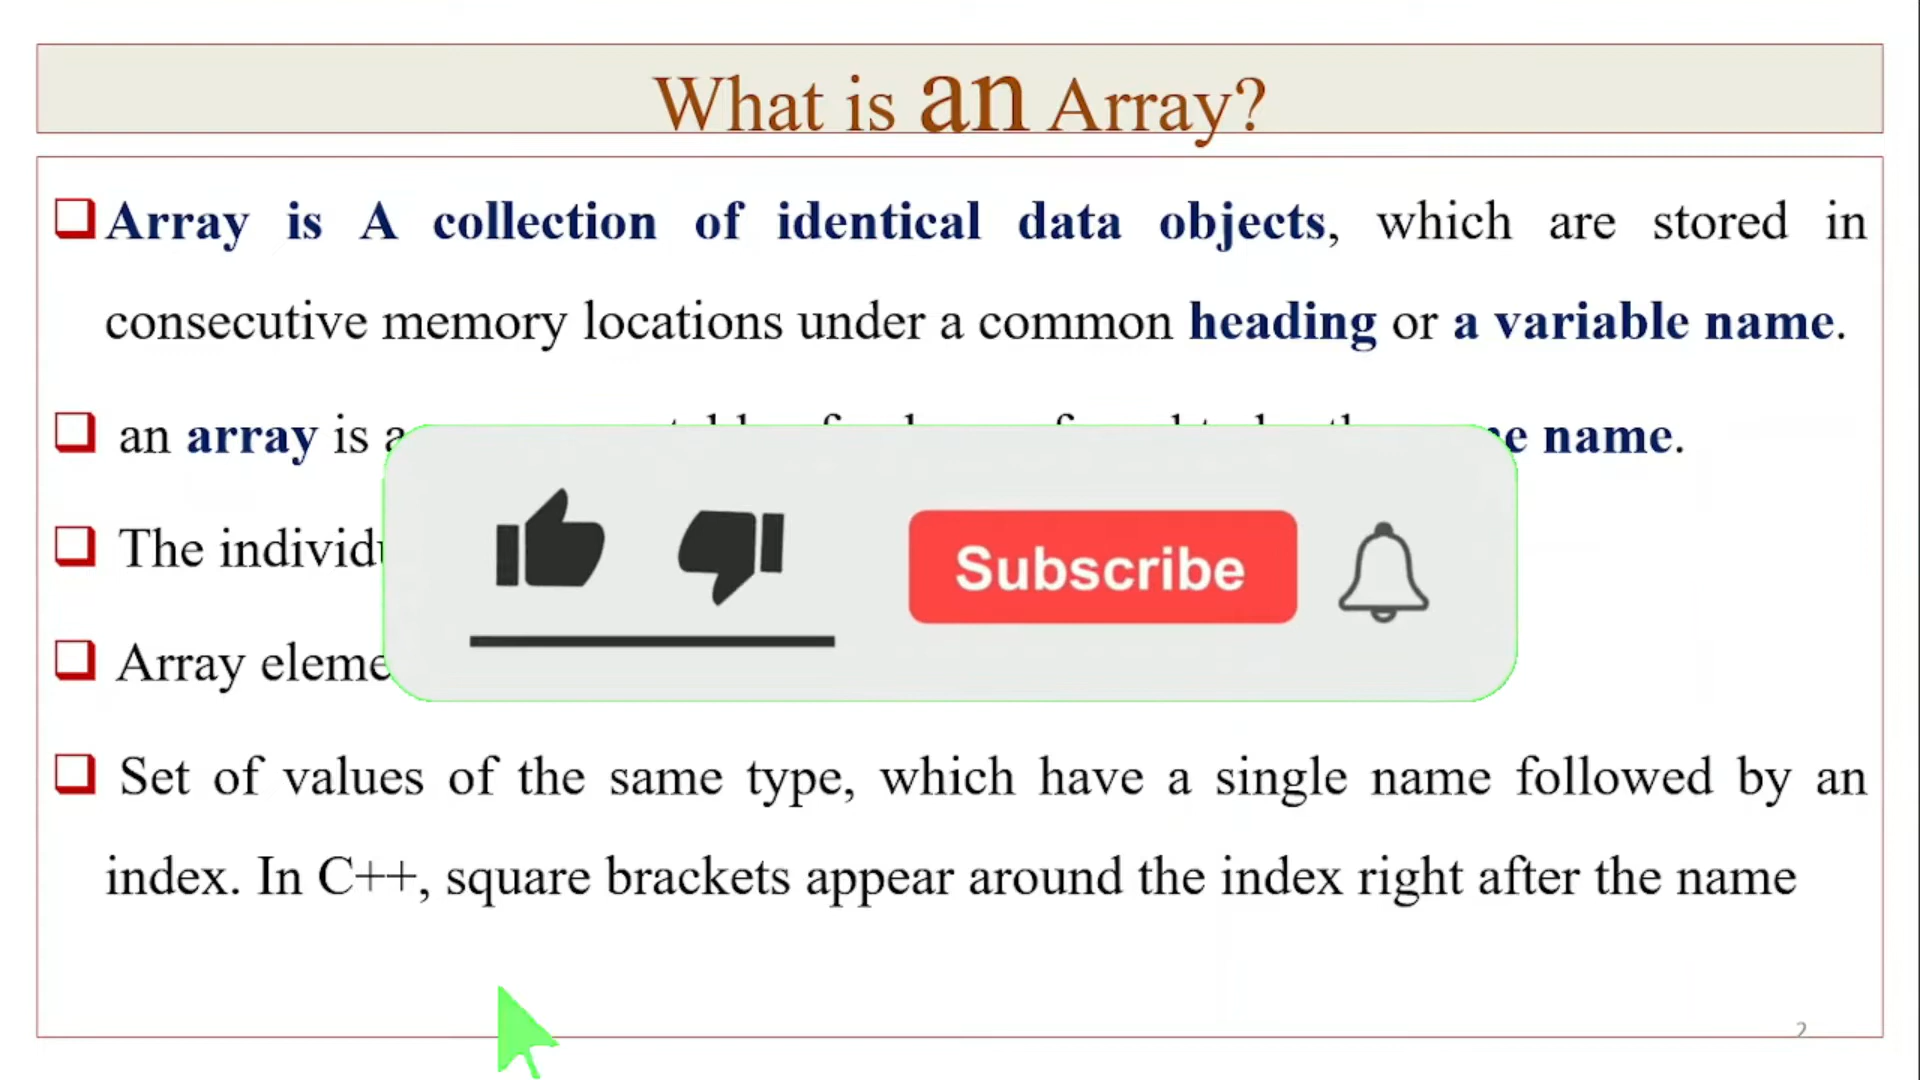 What is an Array?
Array is A collection of identical data objects, which are stored in
consecutive memory locations under a common heading or a variable name.
an array is a name.
The
Array
Subscribe
Set of values of the same type, which have a single name followed by an
index. In C++, square brackets appear around the index right after the name
2